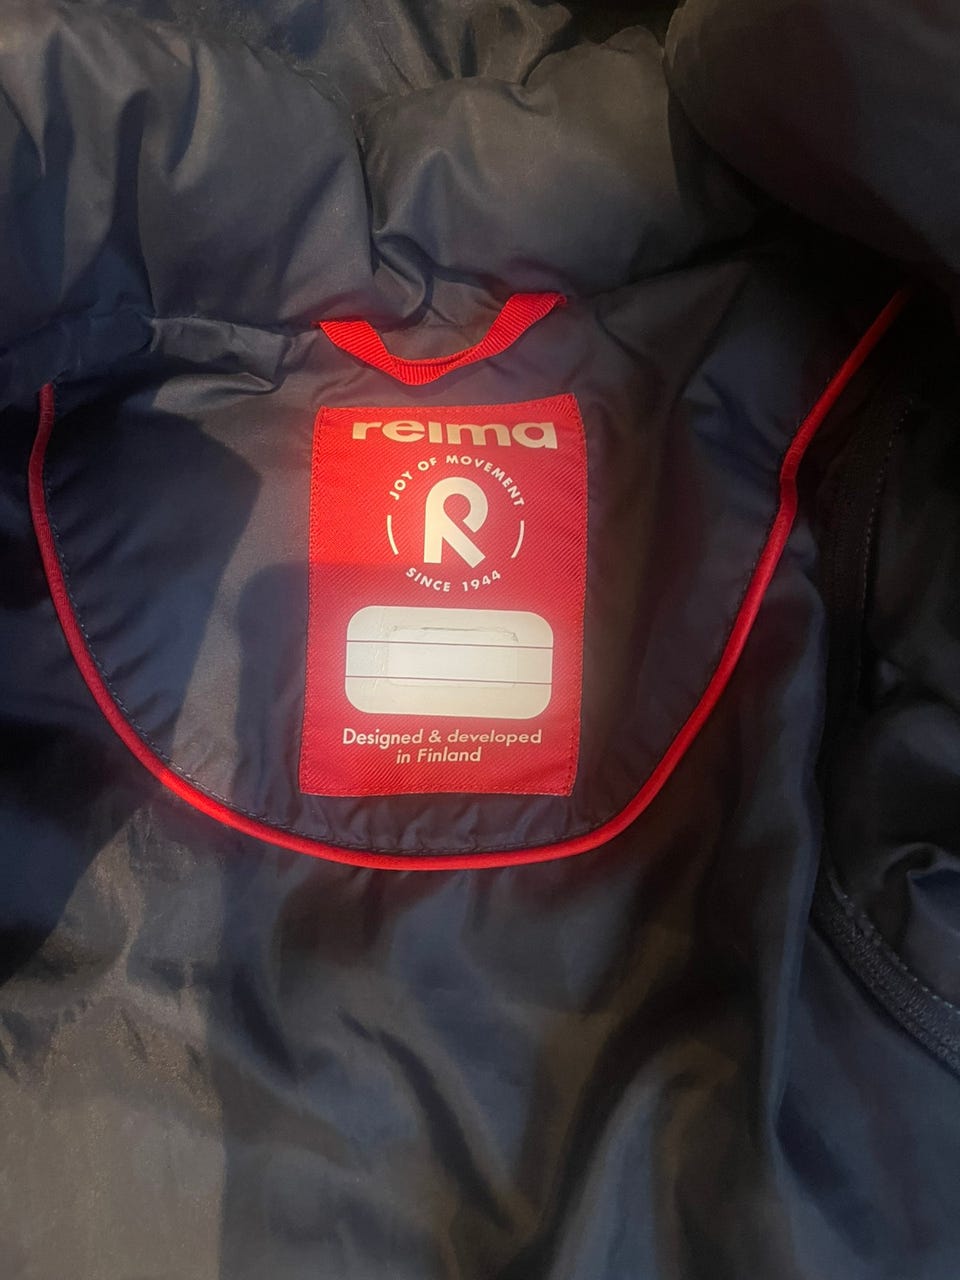 reima
JOY OF MOVEMENT
R
SINCE 1944
Designed & developed
in Finland